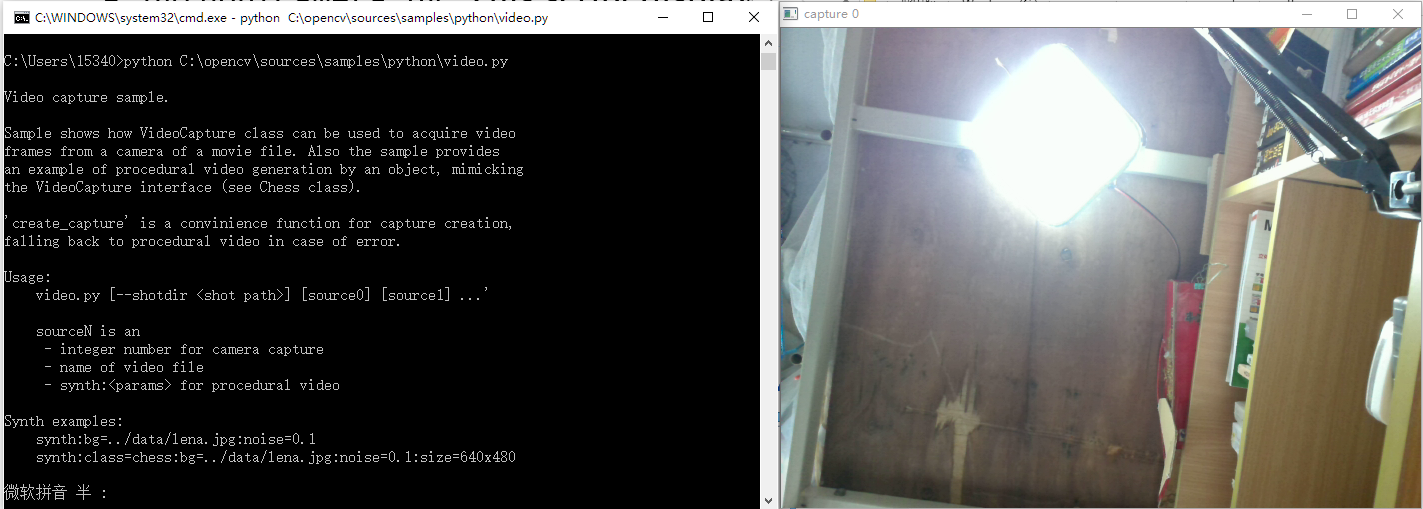 C:\WINDOWS\system32\cmd.exe - python  C:\opencv\sources\samples\python\video.py
C:\Users\15340>python C:\opencv\sources\samples\python\video.py
Video capture sample.
Sample shows how VideoCapture class can be used to acquire video
frames from a camera of a movie file. Also the sample provides
an example of procedural video generation by an object, mimicking
the VideoCapture interface (see Chess class).
'create_capture' is a convinience function for capture creation,
falling back to procedural video in case of error.
Usage:
    video.py [--shotdir <shot path>] [source0] [source1] ...'
    sourceN is an
     - integer number for camera capture
     - name of video file
     - synth:<params> for procedural video
Synth examples:
    synth:bg=../data/lena.jpg:noise=0.1
    synth:class=chess:bg=../data/lena.jpg:noise=0.1:size=640x480
微软拼音 半 :
capture 0